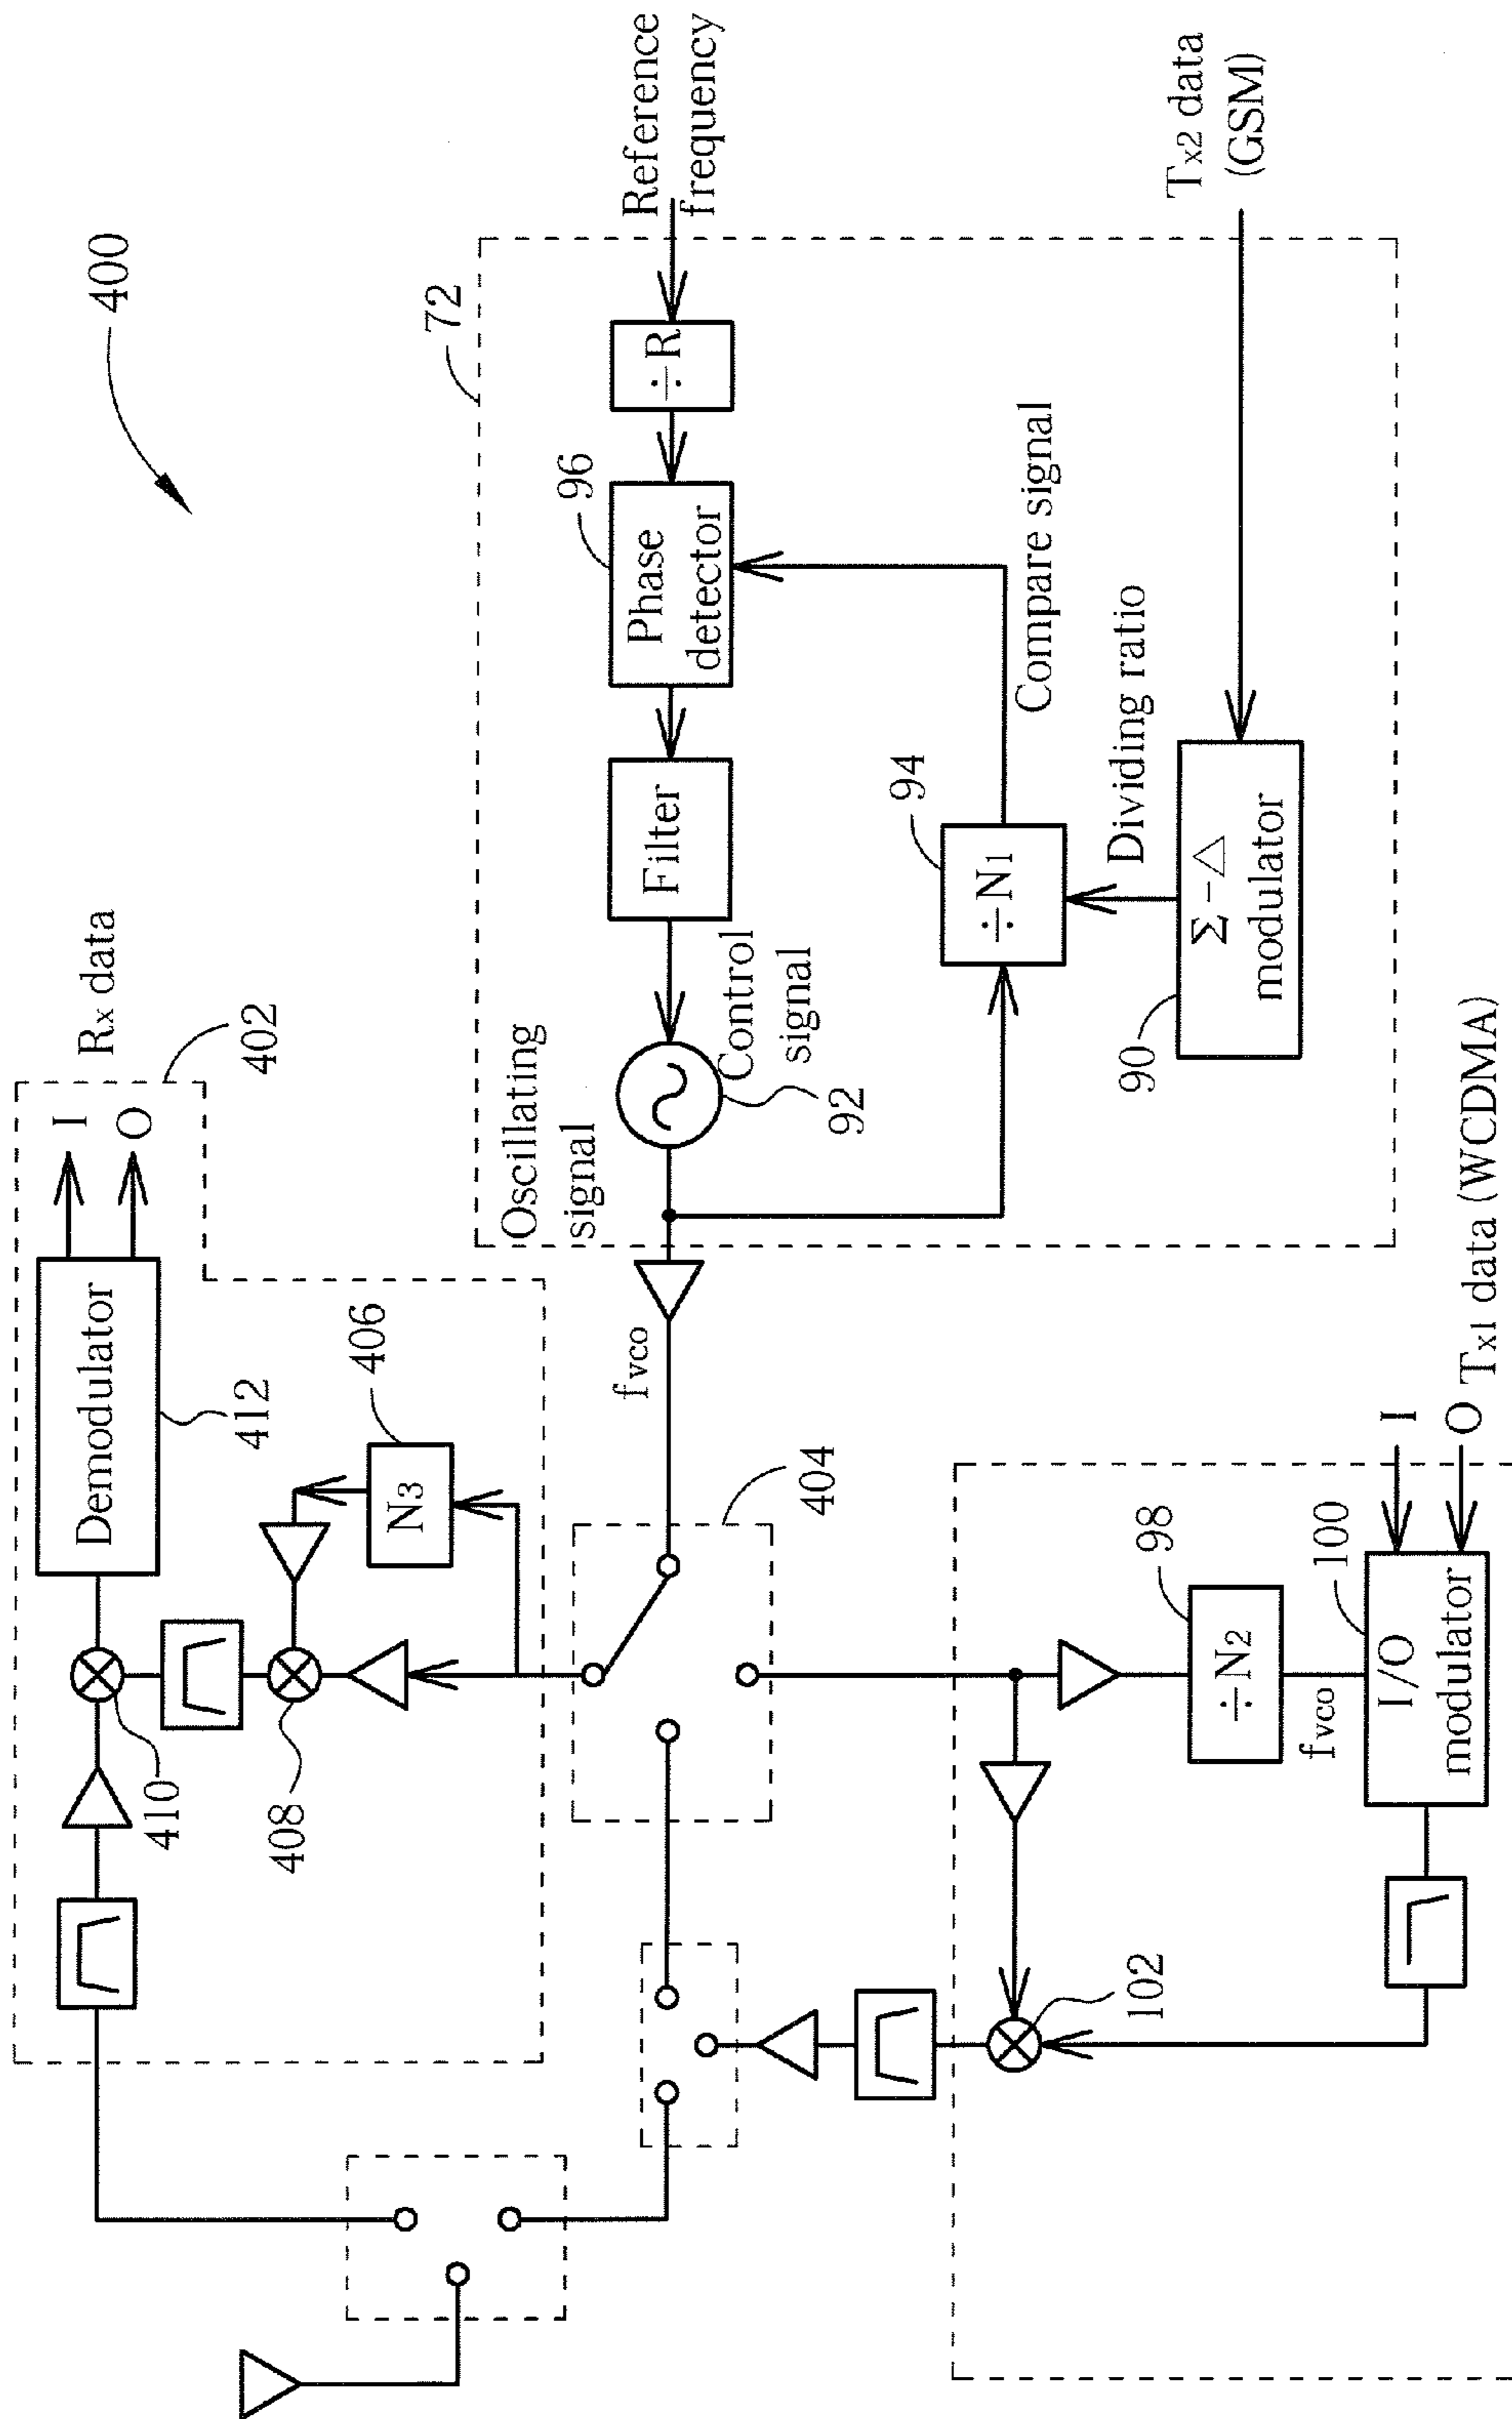 400
Rx data
402
I
O
Demodulator
412
406
N3
410
408
404
fvco
72
Reference
frequency
÷R
96
Phase
detector
Filter
Control
signal
92
Oscillating
signal
Compare signal
94
÷N1
Dividing ratio
Σ-△
modulator
90
Tx2 data
(GSM)
98
÷N2
fvco
100
I/O
modulator
I
O
Tx1 data (WCDMA)
102